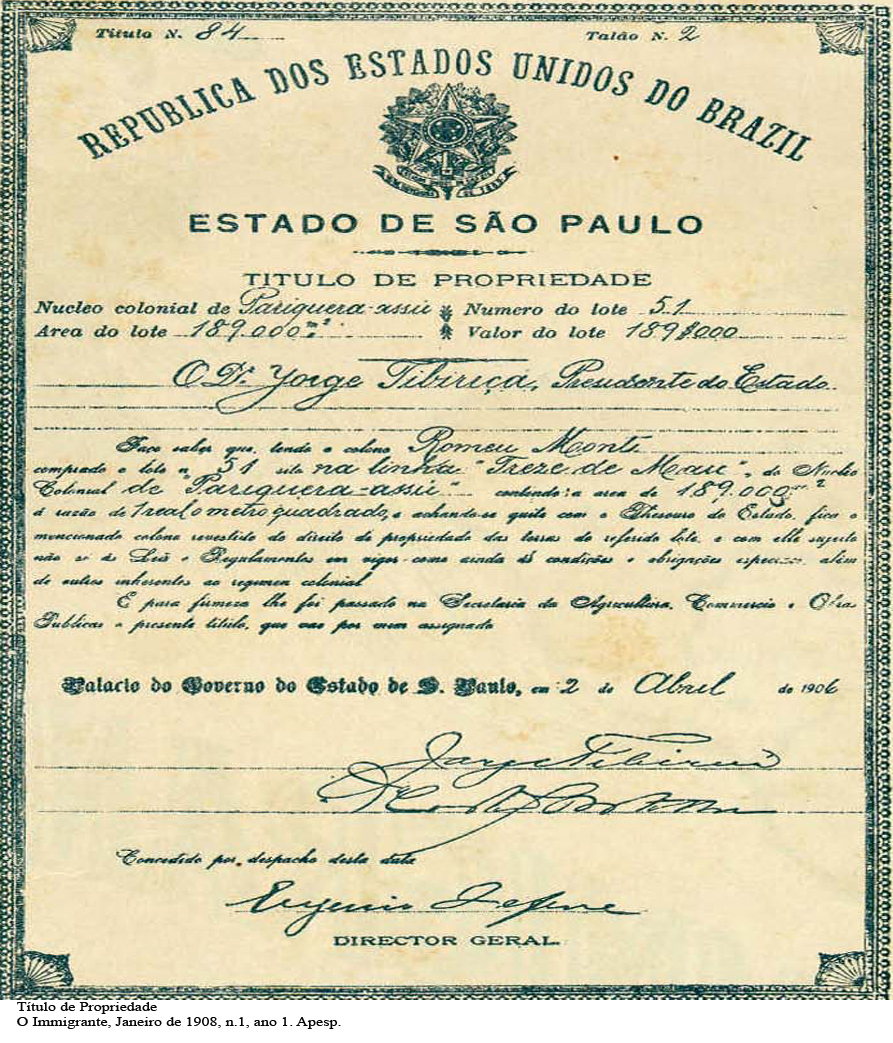 Titulo N. 84 Talão N. 2
REPUBLICA DOS ESTADOS UNIDOS DO BRAZIL
ESTADO DE SÃO PAULO
TITULO DE PROPRIEDADE
Nucleo colonial de Pariquera-assú Numero do lote 51
Area do lote 189.000 m² Valor do lote 189$000
O Dr. Jorge Tibiriçá, Presidente do Estado
Faço saber que, tendo o colono Romeu Monti
comprado o lote n. 51 sito na linha "Treze de Maio", do Nucleo
Colonial de "Pariquera-assú" contendo a area de 189.000 m²
á razão de 1 real o metro quadrado, e achando-se quite com o Thesouro do Estado, fica o
mencionado colono revestido do direito de propriedade das terras do referido lote, e com elle sujeito
não só ás Leis e Regulamentos em vigor como ainda ás condições e obrigações especiaes, além
de outros inherentes ao regimen colonial
E para firmeza lhe foi passado na Secretaria da Agricultura, Commercio e Obras
Publicas o presente titulo, que vae por mim assignado
Palacio do Governo do Estado de S. Paulo, em 2 de Abril de 1906
Jorge Tibiriçá
Concedido por despacho desta data
Eugenio Lefevre
DIRECTOR GERAL
Título de Propriedade
O Immigrante, Janeiro de 1908, n.1, ano 1. Apesp.